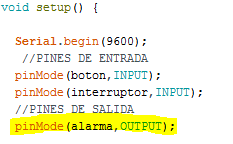 void setup() {
Serial.begin(9600);
//PINES DE ENTRADA
pinMode(boton,INPUT);
pinMode(interruptor,INPUT);
//PINES DE SALIDA
pinMode(alarma,OUTPUT);